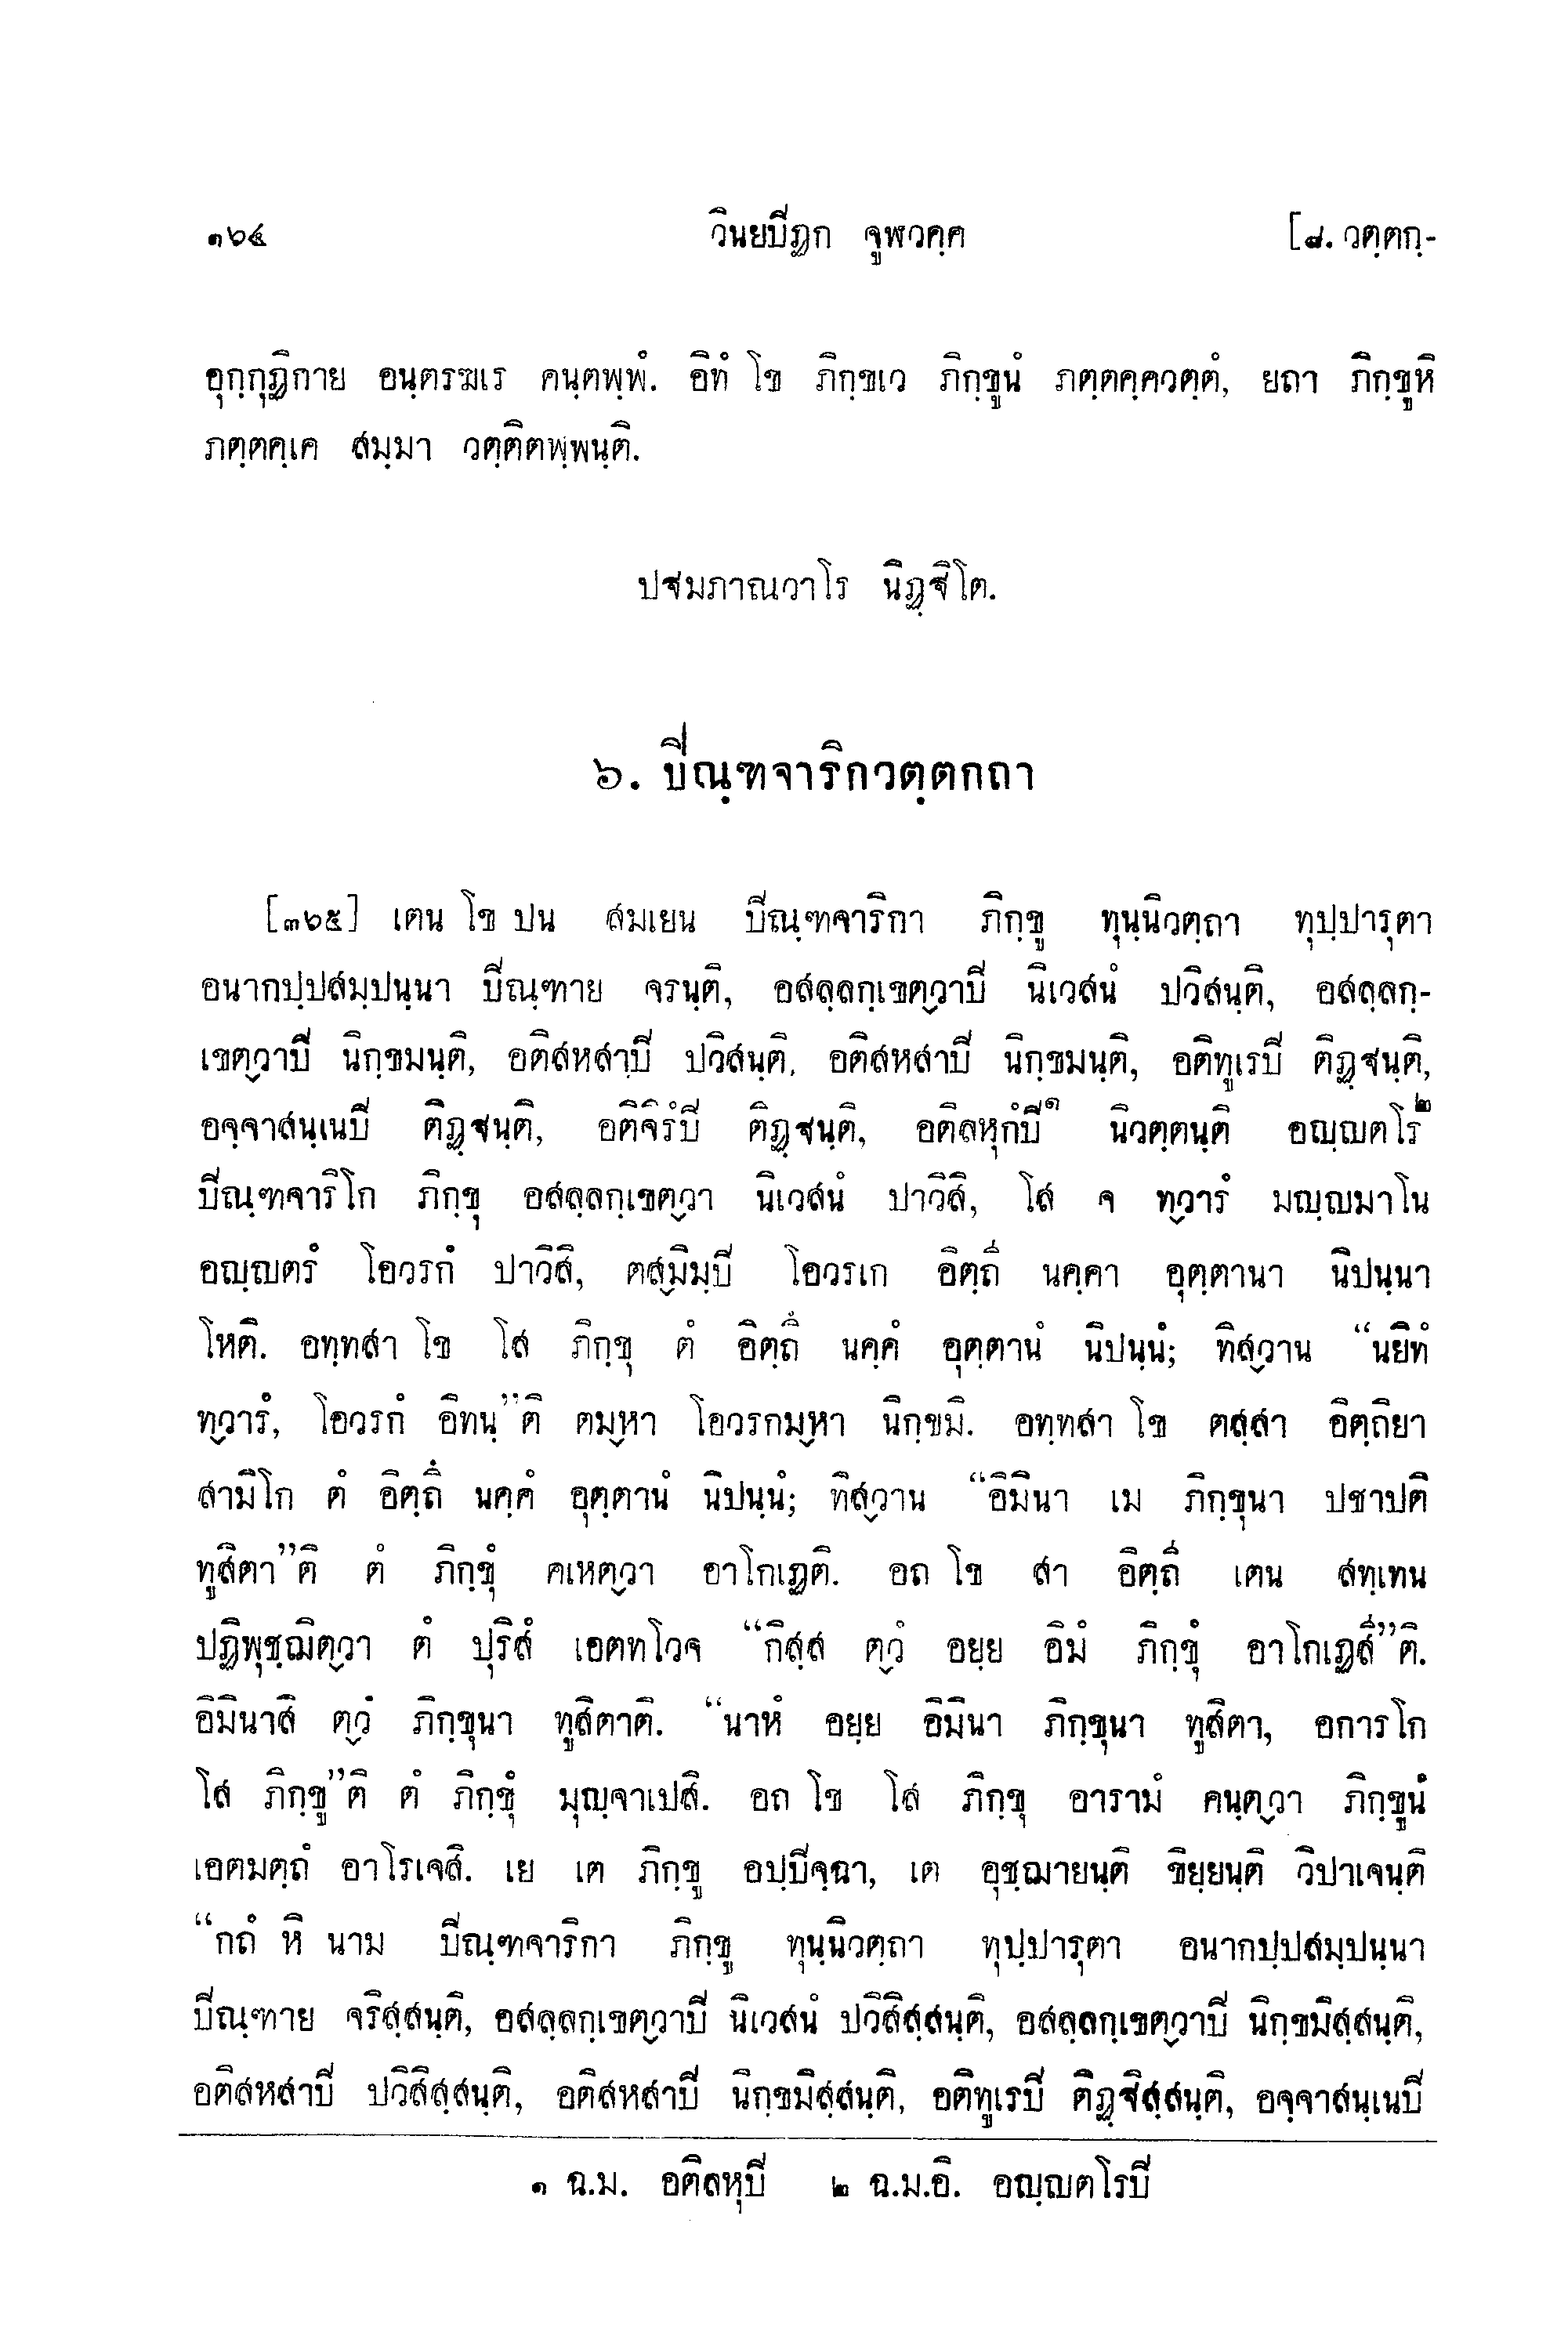 ๑๖๔ วินยปิฏก จูฬวคฺค [๘. วตฺตกฺ-
อุกฺกุฏิกาย อนฺตรฆเร คนฺตพฺพํ. อิทํ โข ภิกฺขเว ภิกฺขูนํ ภตฺตคฺควตฺตํ, ยถา ภิกฺขูหิ
ภตฺตคฺเค สมฺมา วตฺติตพฺพนฺติ.
ปฐมภาณวาโร นิฏฺฐิโต.
๖. ปิณฺฑจาริกวตฺตกถา
[๓๖๕] เตน โข ปน สมเยน ปิณฺฑจาริกา ภิกฺขู ทุนฺนิวตฺถา ทุปฺปารุตา
อนากปฺปสมฺปนฺนา ปิณฺฑาย จรนฺติ, อสลฺลกฺเขตฺวาปิ นิเวสนํ ปวิสนฺติ, อสลฺลกฺ-
เขตฺวาปิ นิกฺขมนฺติ, อติสหสาปิ ปวิสนฺติ, อติสหสาปิ นิกฺขมนฺติ, อติทูเรปิ ติฏฺฐนฺติ,
อจฺจาสนฺเนปิ ติฏฺฐนฺติ, อติจิรํปิ ติฏฺฐนฺติ, อติลหุกํปิ๑ นิวตฺตนฺติ อญฺญตโร๒
ปิณฺฑจาริโก ภิกฺขุ อสลฺลกฺเขตฺวา นิเวสนํ ปาวิสิ, โส จ ทฺวารํ มญฺญมาโน
อญฺญตรํ โอวรกํ ปาวิสิ, ตสฺมิมฺปิ โอวรเก อิตฺถี นคฺคา อุตฺตานา นิปนฺนา
โหติ. อทฺทสา โข โส ภิกฺขุ ตํ อิตฺถึ นคฺคํ อุตฺตานํ นิปนฺนํ; ทิสฺวาน “นยิทํ
ทฺวารํ, โอวรกํ อิทนฺ”ติ ตมฺหา โอวรกมฺหา นิกฺขมิ. อทฺทสา โข ตสฺสา อิตฺถิยา
สามิโก ตํ อิตฺถึ นคฺคํ อุตฺตานํ นิปนฺนํ; ทิสฺวาน “อิมินา เม ภิกฺขุนา ปชาปติ
ทูสิตา”ติ ตํ ภิกฺขุํ คเหตฺวา อาโกเฏติ. อถ โข สา อิตฺถี เตน สทฺเทน
ปฏิพุชฺฌิตฺวา ตํ ปุริสํ เอตทโวจ “กิสฺส ตฺวํ อยฺย อิมํ ภิกฺขุํ อาโกเฏสี”ติ.
อิมินาสิ ตฺวํ ภิกฺขุนา ทูสิตาติ. “นาหํ อยฺย อิมินา ภิกฺขุนา ทูสิตา, อการโก
โส ภิกฺขู”ติ ตํ ภิกฺขุํ มุญฺจาเปสิ. อถ โข โส ภิกฺขุ อารามํ คนฺตฺวา ภิกฺขูนํ
เอตมตฺถํ อาโรเจสิ. เย เต ภิกฺขู อปฺปิจฺฉา, เต อุชฺฌายนฺติ ขิยฺยนฺติ วิปาเจนฺติ
“กถํ หิ นาม ปิณฺฑจาริกา ภิกฺขู ทุนฺนิวตฺถา ทุปฺปารุตา อนากปฺปสมฺปนฺนา
ปิณฺฑาย จริสฺสนฺติ, อสลฺลกฺเขตฺวาปิ นิเวสนํ ปวิสิสฺสนฺติ, อสลฺลกฺเขตฺวาปิ นิกฺขมิสฺสนฺติ,
อติสหสาปิ ปวิสิสฺสนฺติ, อติสหสาปิ นิกฺขมิสฺสนฺติ, อติทูเรปิ ติฏฺฐิสฺสนฺติ, อจฺจาสนฺเนปิ
๑ ฉ.ม. อติลหุปิ ๒ ฉ.ม.อิ. อญฺญตโรปิ